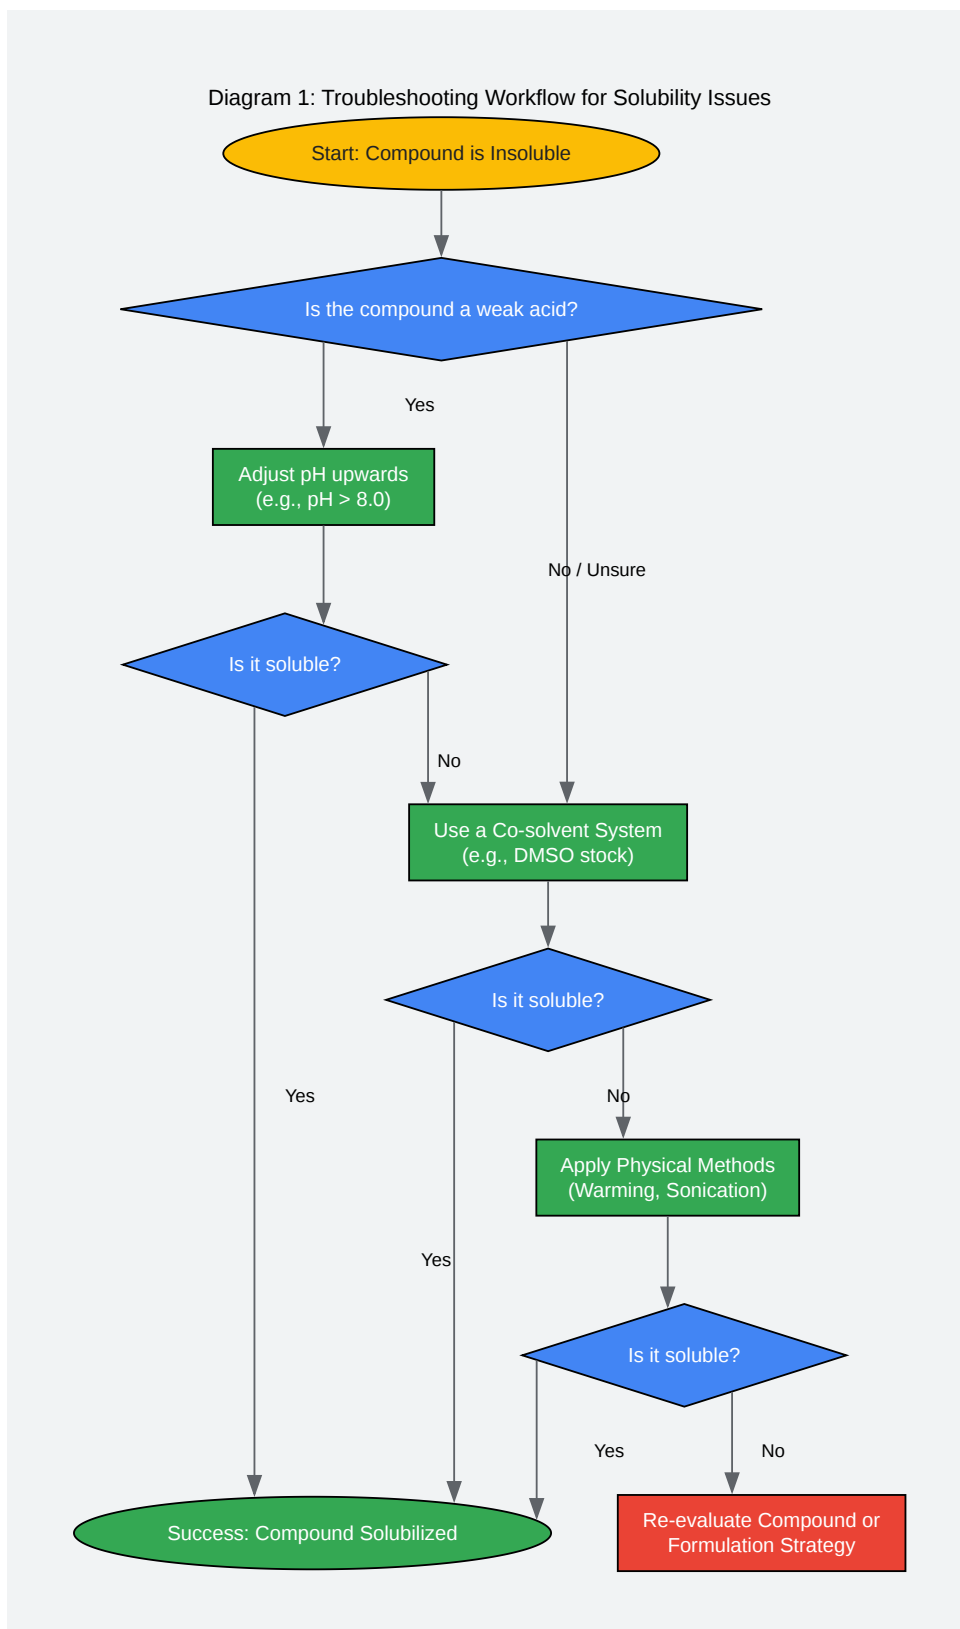 Diagram 1: Troubleshooting Workflow for Solubility Issues
Start: Compound is Insoluble
Is the compound a weak acid?
Yes
Adjust pH upwards
(e.g., pH > 8.0)
No / Unsure
Is it soluble?
No
Use a Co-solvent System
(e.g., DMSO stock)
Is it soluble?
Yes
No
Apply Physical Methods
(Warming, Sonication)
Yes
Is it soluble?
Yes
No
Success: Compound Solubilized
Re-evaluate Compound or
Formulation Strategy